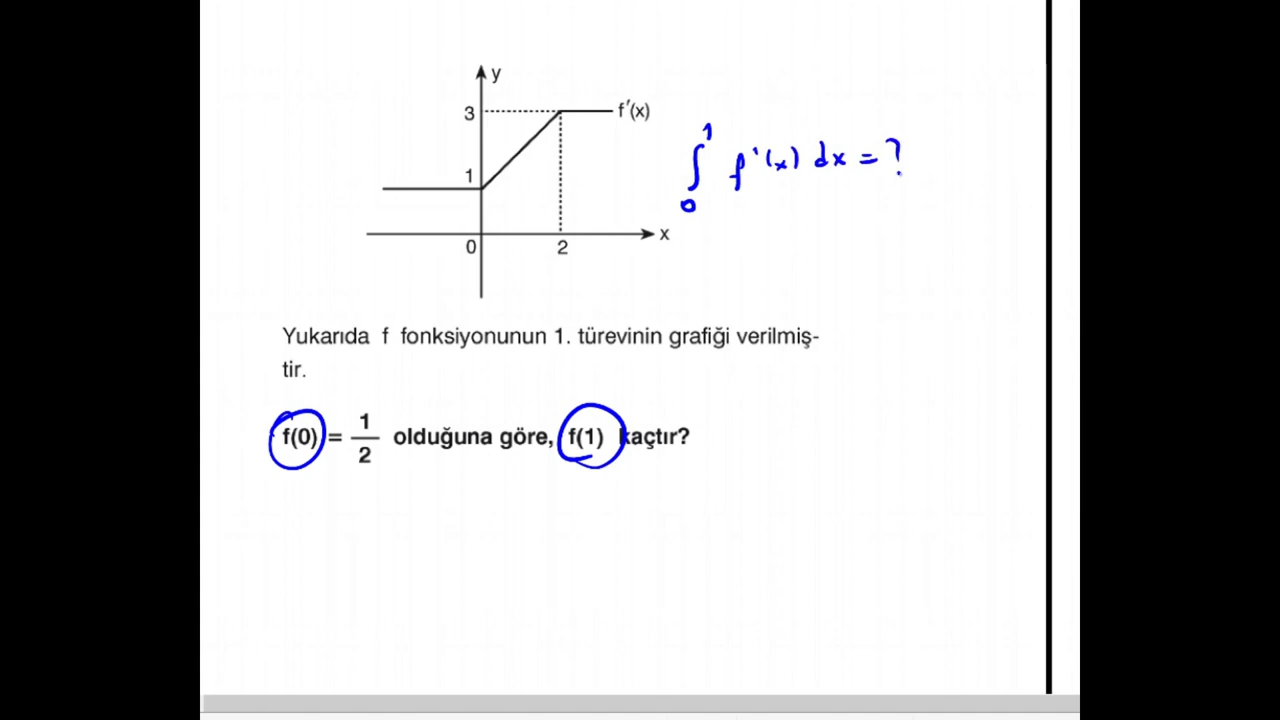 y
3
f'(x)
1
∫₀¹ f'(x) dx = ?
x
0
2
Yukarıda f fonksiyonunun 1. türevinin grafiği verilmiş-
tir.
f(0) = 1/2 olduğuna göre, f(1) kaçtır?